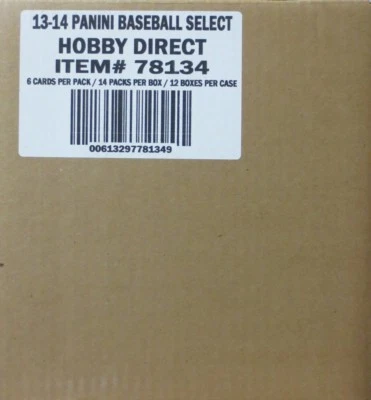 13-14 PANINI BASEBALL SELECT
HOBBY DIRECT
ITEM# 78134
6 CARDS PER PACK / 14 PACKS PER BOX / 12 BOXES PER CASE
00613297781349